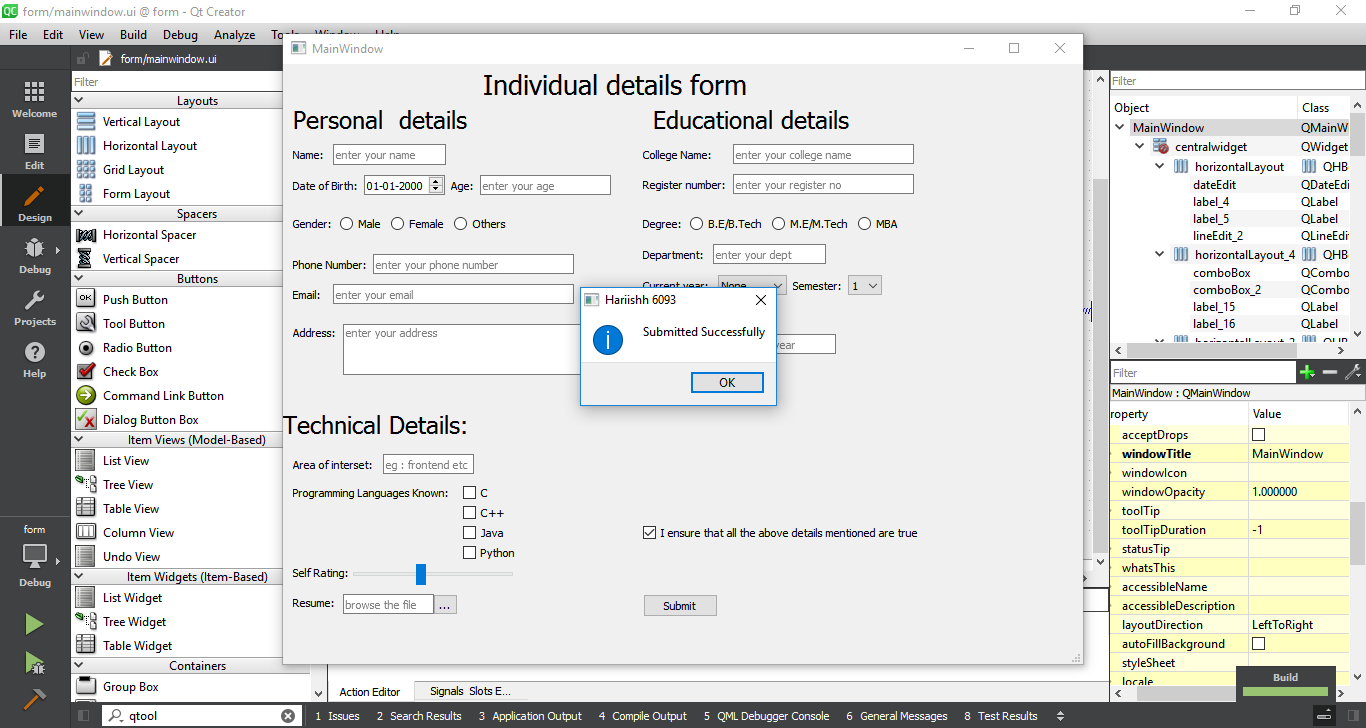 form/mainwindow.ui @ form - Qt Creator
File Edit View Build Debug Analyze
form/mainwindow.ui
Welcome
Edit
Design
Debug
Projects
Help
form
Debug
Filter
Layouts
Vertical Layout
Horizontal Layout
Grid Layout
Form Layout
Spacers
Horizontal Spacer
Vertical Spacer
Buttons
OK Push Button
Tool Button
Radio Button
Check Box
Command Link Button
Dialog Button Box
Item Views (Model-Based)
List View
Tree View
Table View
Column View
Undo View
Item Widgets (Item-Based)
List Widget
Tree Widget
Table Widget
Containers
Group Box
MainWindow
Individual details form
Personal details
Name: enter your name
Date of Birth: 01-01-2000 Age: enter your age
Gender: Male Female Others
Phone Number: enter your phone number
Email: enter your email
Address: enter your address
Educational details
College Name: enter your college name
Register number: enter your register no
Degree: B.E/B.Tech M.E/M.Tech MBA
Department: enter your dept
Current year: None Semester: 1
year
Hariishh 6093
Submitted Successfully
OK
Technical Details:
Area of interset: eg : frontend etc
Programming Languages Known: C
C++
Java
Python
Self Rating:
Resume: browse the file ...
I ensure that all the above details mentioned are true
Submit
Filter
Object Class
MainWindow QMainW
centralwidget QWidget
horizontalLayout QHB
dateEdit QDateEdi
label_4 QLabel
label_5 QLabel
lineEdit_2 QLineEdi
horizontalLayout_4 QHB
comboBox QCombo
comboBox_2 QCombo
label_15 QLabel
label_16 QLabel
Filter
MainWindow : QMainWindow
roperty Value
acceptDrops
windowTitle MainWindow
windowIcon
windowOpacity 1.000000
toolTip
toolTipDuration -1
statusTip
whatsThis
accessibleName
accessibleDescription
layoutDirection LeftToRight
autoFillBackground
styleSheet
locale
Build
Action Editor Signals Slots E...
qtool
1 Issues 2 Search Results 3 Application Output 4 Compile Output 5 QML Debugger Console 6 General Messages 8 Test Results